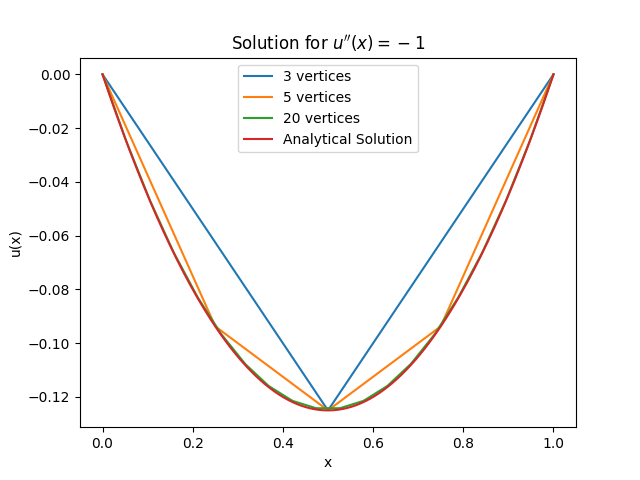 Solution for u''(x) = −1
3 vertices
5 vertices
20 vertices
Analytical Solution
0.00
−0.02
−0.04
−0.06
−0.08
−0.10
−0.12
u(x)
0.0 0.2 0.4 0.6 0.8 1.0
x